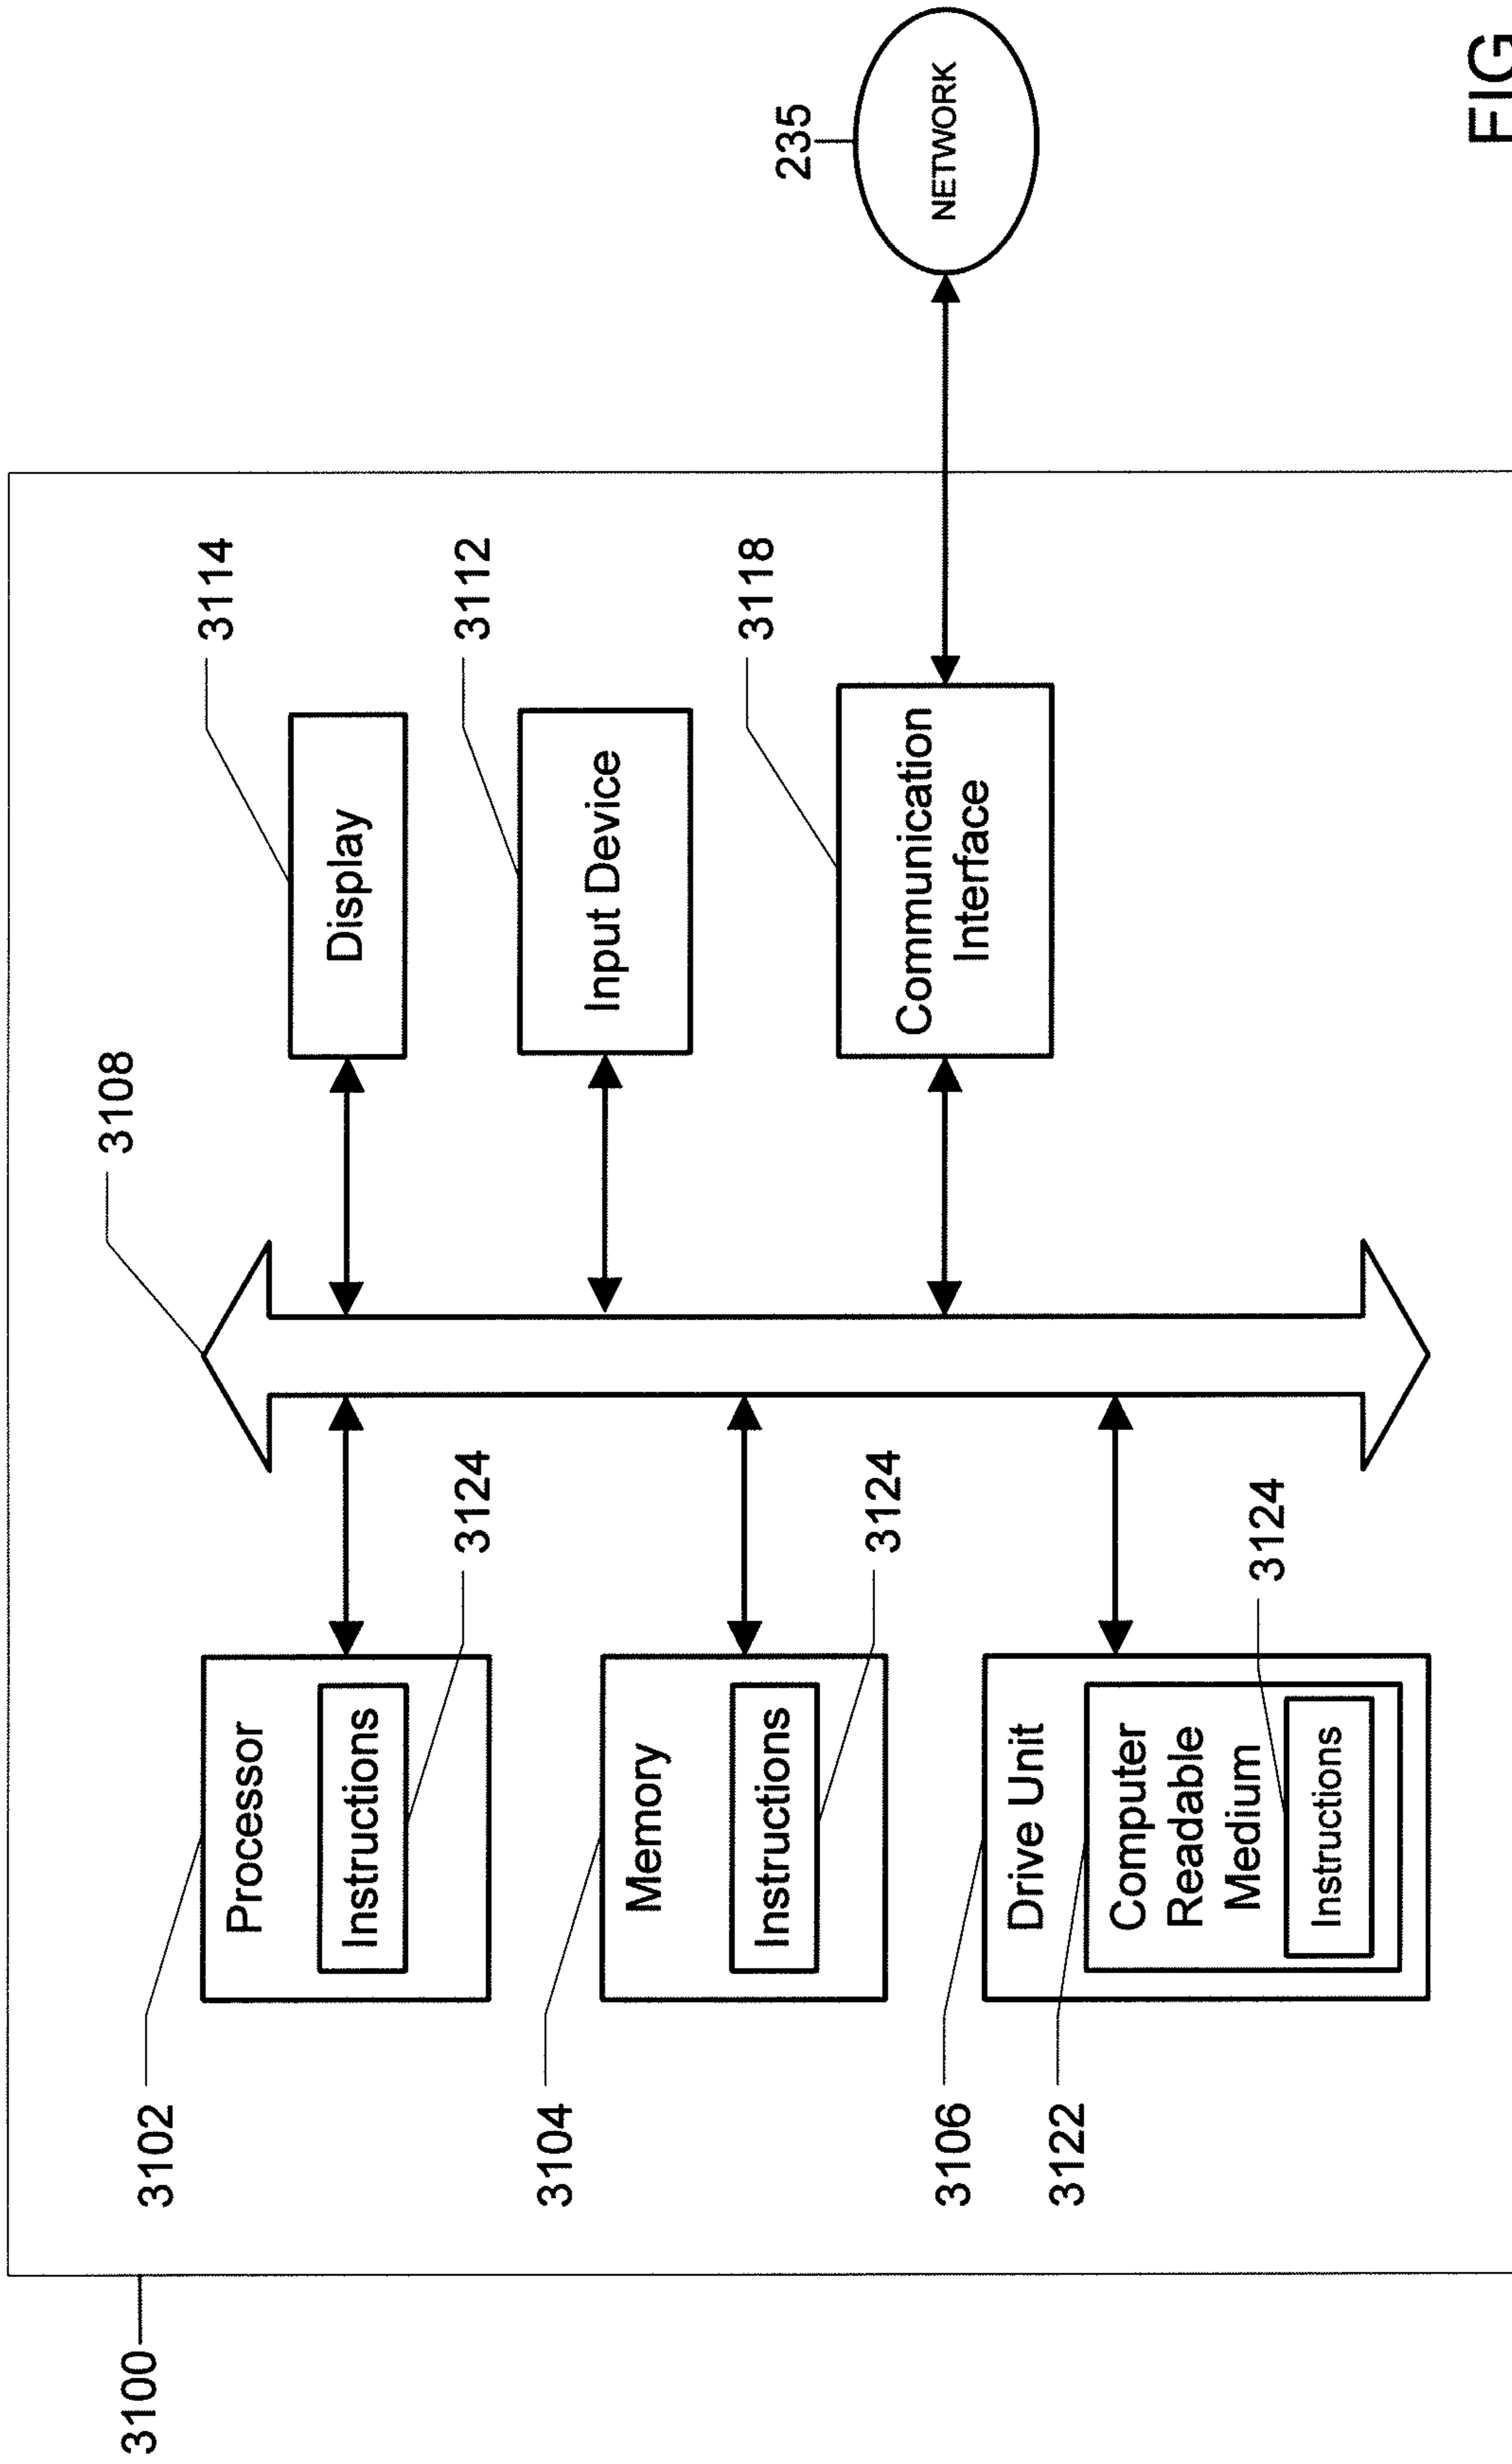 3100
3108
3102
Processor
Instructions
3124
3114
Display
3112
Input Device
3104
Memory
Instructions
3124
3118
Communication
Interface
235
NETWORK
3106
Drive Unit
3122
Computer
Readable
Medium
Instructions
3124
FIG